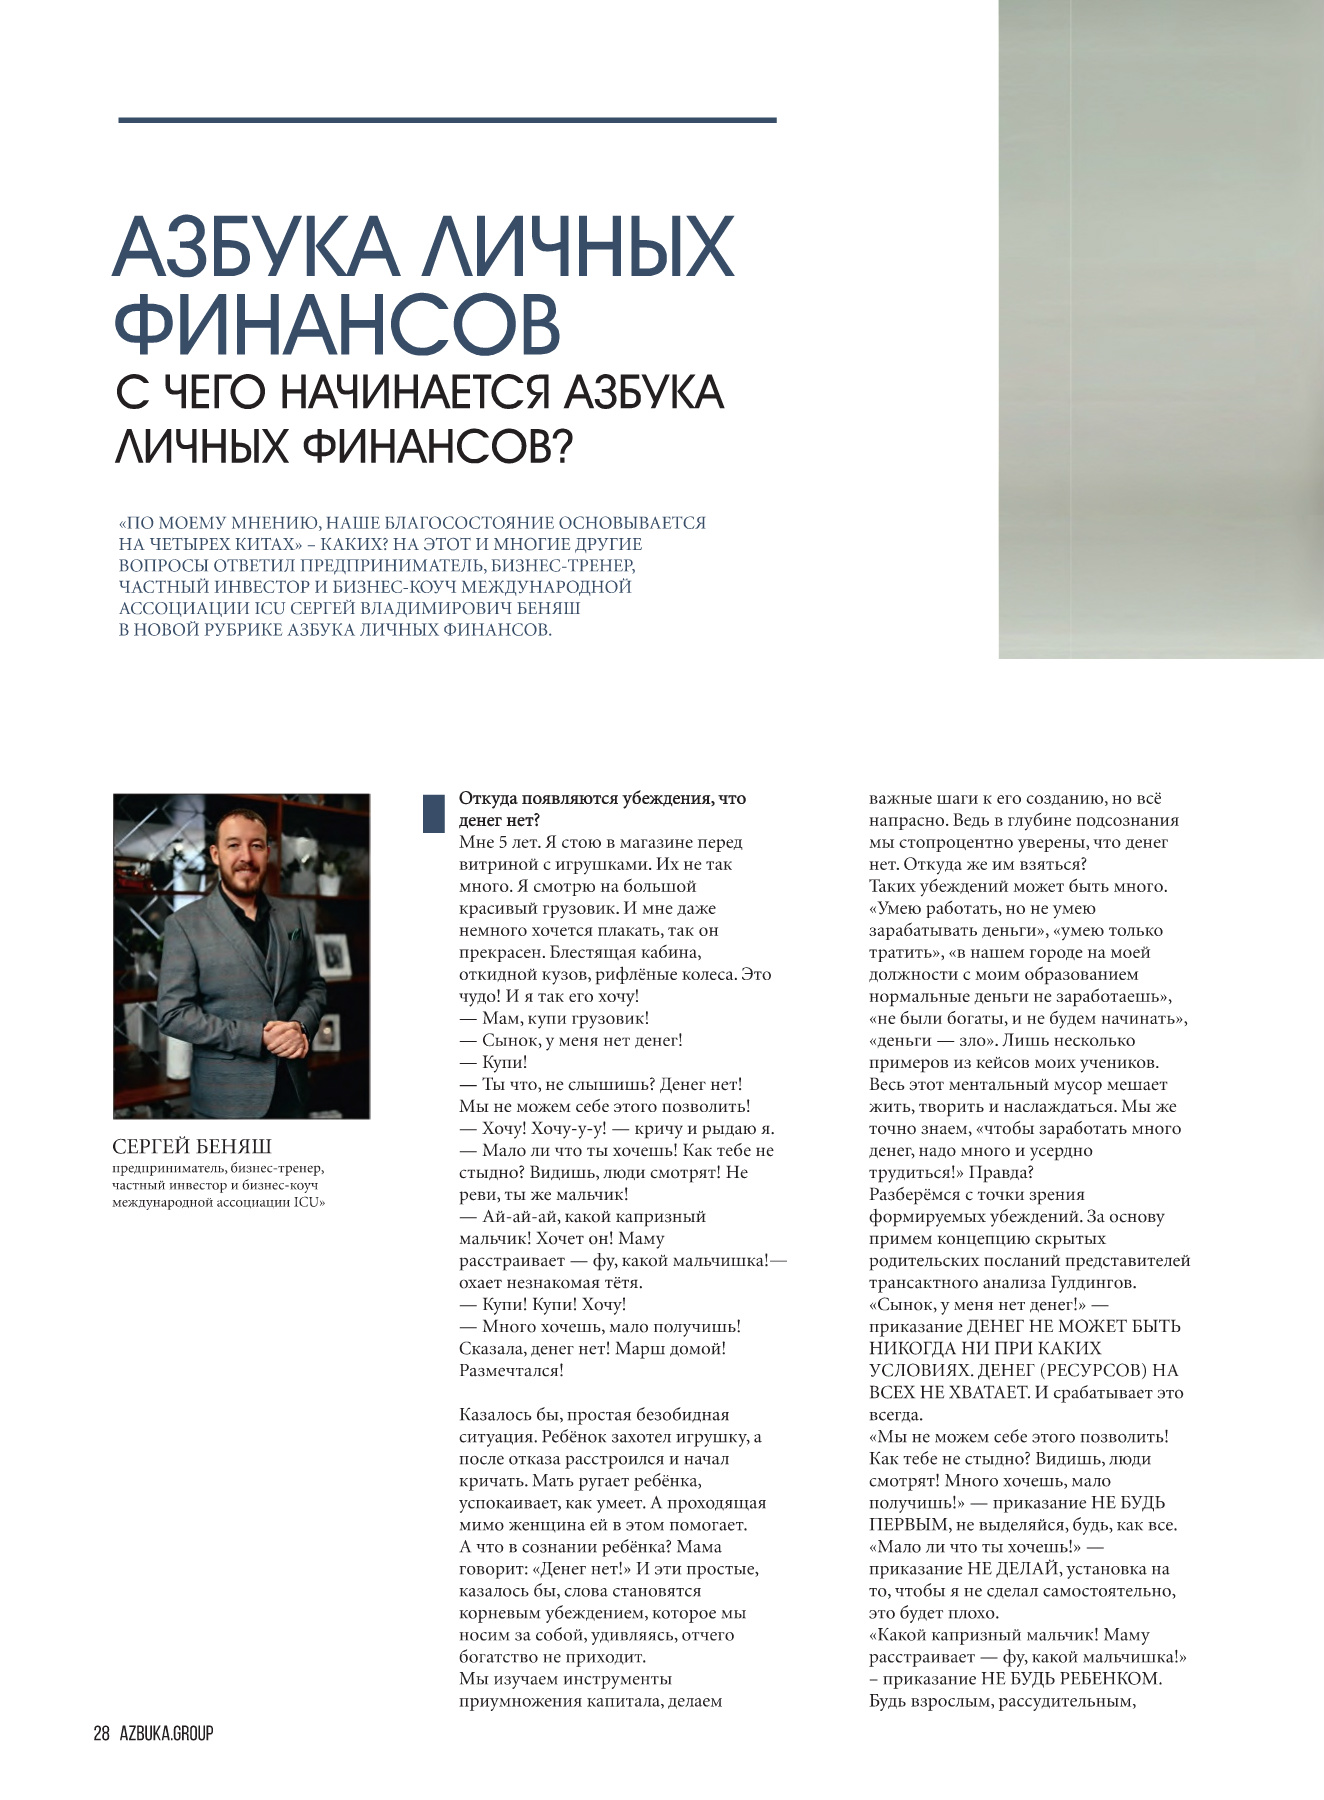 АЗБУКА ЛИЧНЫХ
ФИНАНСОВ
С ЧЕГО НАЧИНАЕТСЯ АЗБУКА
ЛИЧНЫХ ФИНАНСОВ?
«ПО МОЕМУ МНЕНИЮ, НАШЕ БЛАГОСОСТОЯНИЕ ОСНОВЫВАЕТСЯ
НА ЧЕТЫРЕХ КИТАХ» – КАКИХ? НА ЭТОТ И МНОГИЕ ДРУГИЕ
ВОПРОСЫ ОТВЕТИЛ ПРЕДПРИНИМАТЕЛЬ, БИЗНЕС-ТРЕНЕР,
ЧАСТНЫЙ ИНВЕСТОР И БИЗНЕС-КОУЧ МЕЖДУНАРОДНОЙ
АССОЦИАЦИИ ICU СЕРГЕЙ ВЛАДИМИРОВИЧ БЕНЯШ
В НОВОЙ РУБРИКЕ АЗБУКА ЛИЧНЫХ ФИНАНСОВ.
СЕРГЕЙ БЕНЯШ
предприниматель, бизнес-тренер,
частный инвестор и бизнес-коуч
международной ассоциации ICU»
Откуда появляются убеждения, что
денег нет?
Мне 5 лет. Я стою в магазине перед
витриной с игрушками. Их не так
много. Я смотрю на большой
красивый грузовик. И мне даже
немного хочется плакать, так он
прекрасен. Блестящая кабина,
откидной кузов, рифлёные колеса. Это
чудо! И я так его хочу!
— Мам, купи грузовик!
— Сынок, у меня нет денег!
— Купи!
— Ты что, не слышишь? Денег нет!
Мы не можем себе этого позволить!
— Хочу! Хочу-у-у! — кричу и рыдаю я.
— Мало ли что ты хочешь! Как тебе не
стыдно? Видишь, люди смотрят! Не
реви, ты же мальчик!
— Ай-ай-ай, какой капризный
мальчик! Хочет он! Маму
расстраивает — фу, какой мальчишка!—
охает незнакомая тётя.
— Купи! Купи! Хочу!
— Много хочешь, мало получишь!
Сказала, денег нет! Марш домой!
Размечтался!
Казалось бы, простая безобидная
ситуация. Ребёнок захотел игрушку, а
после отказа расстроился и начал
кричать. Мать ругает ребёнка,
успокаивает, как умеет. А проходящая
мимо женщина ей в этом помогает.
А что в сознании ребёнка? Мама
говорит: «Денег нет!» И эти простые,
казалось бы, слова становятся
корневым убеждением, которое мы
носим за собой, удивляясь, отчего
богатство не приходит.
Мы изучаем инструменты
приумножения капитала, делаем
важные шаги к его созданию, но всё
напрасно. Ведь в глубине подсознания
мы стопроцентно уверены, что денег
нет. Откуда же им взяться?
Таких убеждений может быть много.
«Умею работать, но не умею
зарабатывать деньги», «умею только
тратить», «в нашем городе на моей
должности с моим образованием
нормальные деньги не заработаешь»,
«не были богаты, и не будем начинать»,
«деньги — зло». Лишь несколько
примеров из кейсов моих учеников.
Весь этот ментальный мусор мешает
жить, творить и наслаждаться. Мы же
точно знаем, «чтобы заработать много
денег, надо много и усердно
трудиться!» Правда?
Разберёмся с точки зрения
формируемых убеждений. За основу
примем концепцию скрытых
родительских посланий представителей
трансактного анализа Гулдингов.
«Сынок, у меня нет денег!» —
приказание ДЕНЕГ НЕ МОЖЕТ БЫТЬ
НИКОГДА НИ ПРИ КАКИХ
УСЛОВИЯХ. ДЕНЕГ (РЕСУРСОВ) НА
ВСЕХ НЕ ХВАТАЕТ. И срабатывает это
всегда.
«Мы не можем себе этого позволить!
Как тебе не стыдно? Видишь, люди
смотрят! Много хочешь, мало
получишь!» — приказание НЕ БУДЬ
ПЕРВЫМ, не выделяйся, будь, как все.
«Мало ли что ты хочешь!» —
приказание НЕ ДЕЛАЙ, установка на
то, чтобы я не сделал самостоятельно,
это будет плохо.
«Какой капризный мальчик! Маму
расстраивает — фу, какой мальчишка!»
– приказание НЕ БУДЬ РЕБЕНКОМ.
Будь взрослым, рассудительным,
28 AZBUKA.GROUP